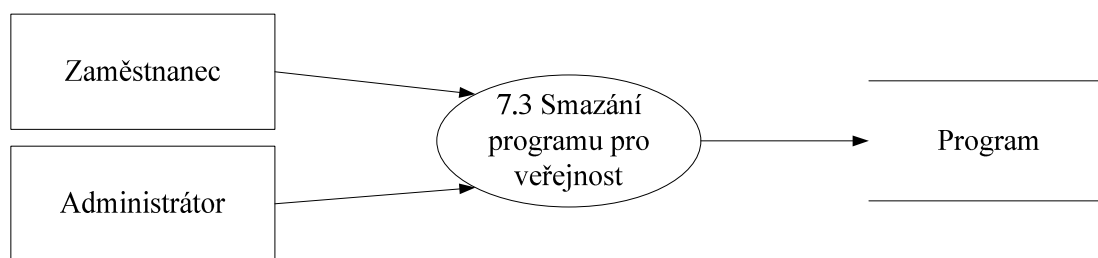 Zaměstnanec
Administrátor
7.3 Smazání
programu pro
veřejnost
Program